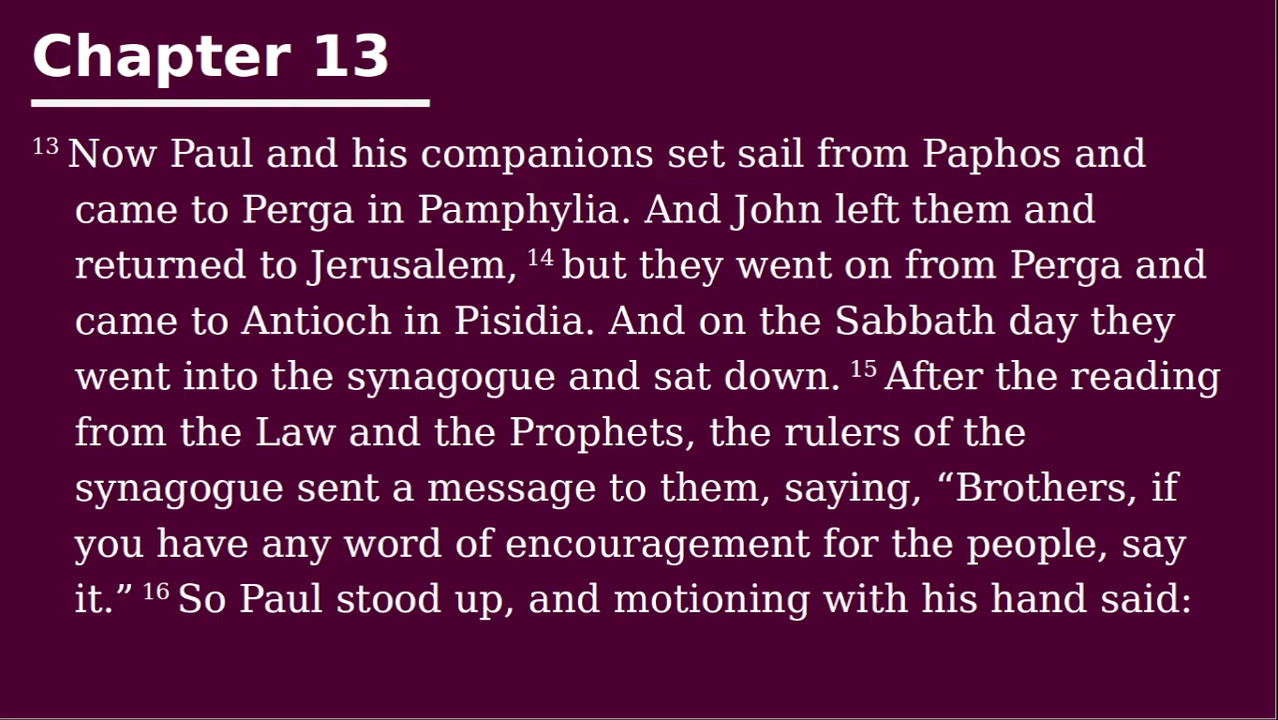 Chapter 13
13 Now Paul and his companions set sail from Paphos and
came to Perga in Pamphylia. And John left them and
returned to Jerusalem, 14 but they went on from Perga and
came to Antioch in Pisidia. And on the Sabbath day they
went into the synagogue and sat down. 15 After the reading
from the Law and the Prophets, the rulers of the
synagogue sent a message to them, saying, “Brothers, if
you have any word of encouragement for the people, say
it.” 16 So Paul stood up, and motioning with his hand said: